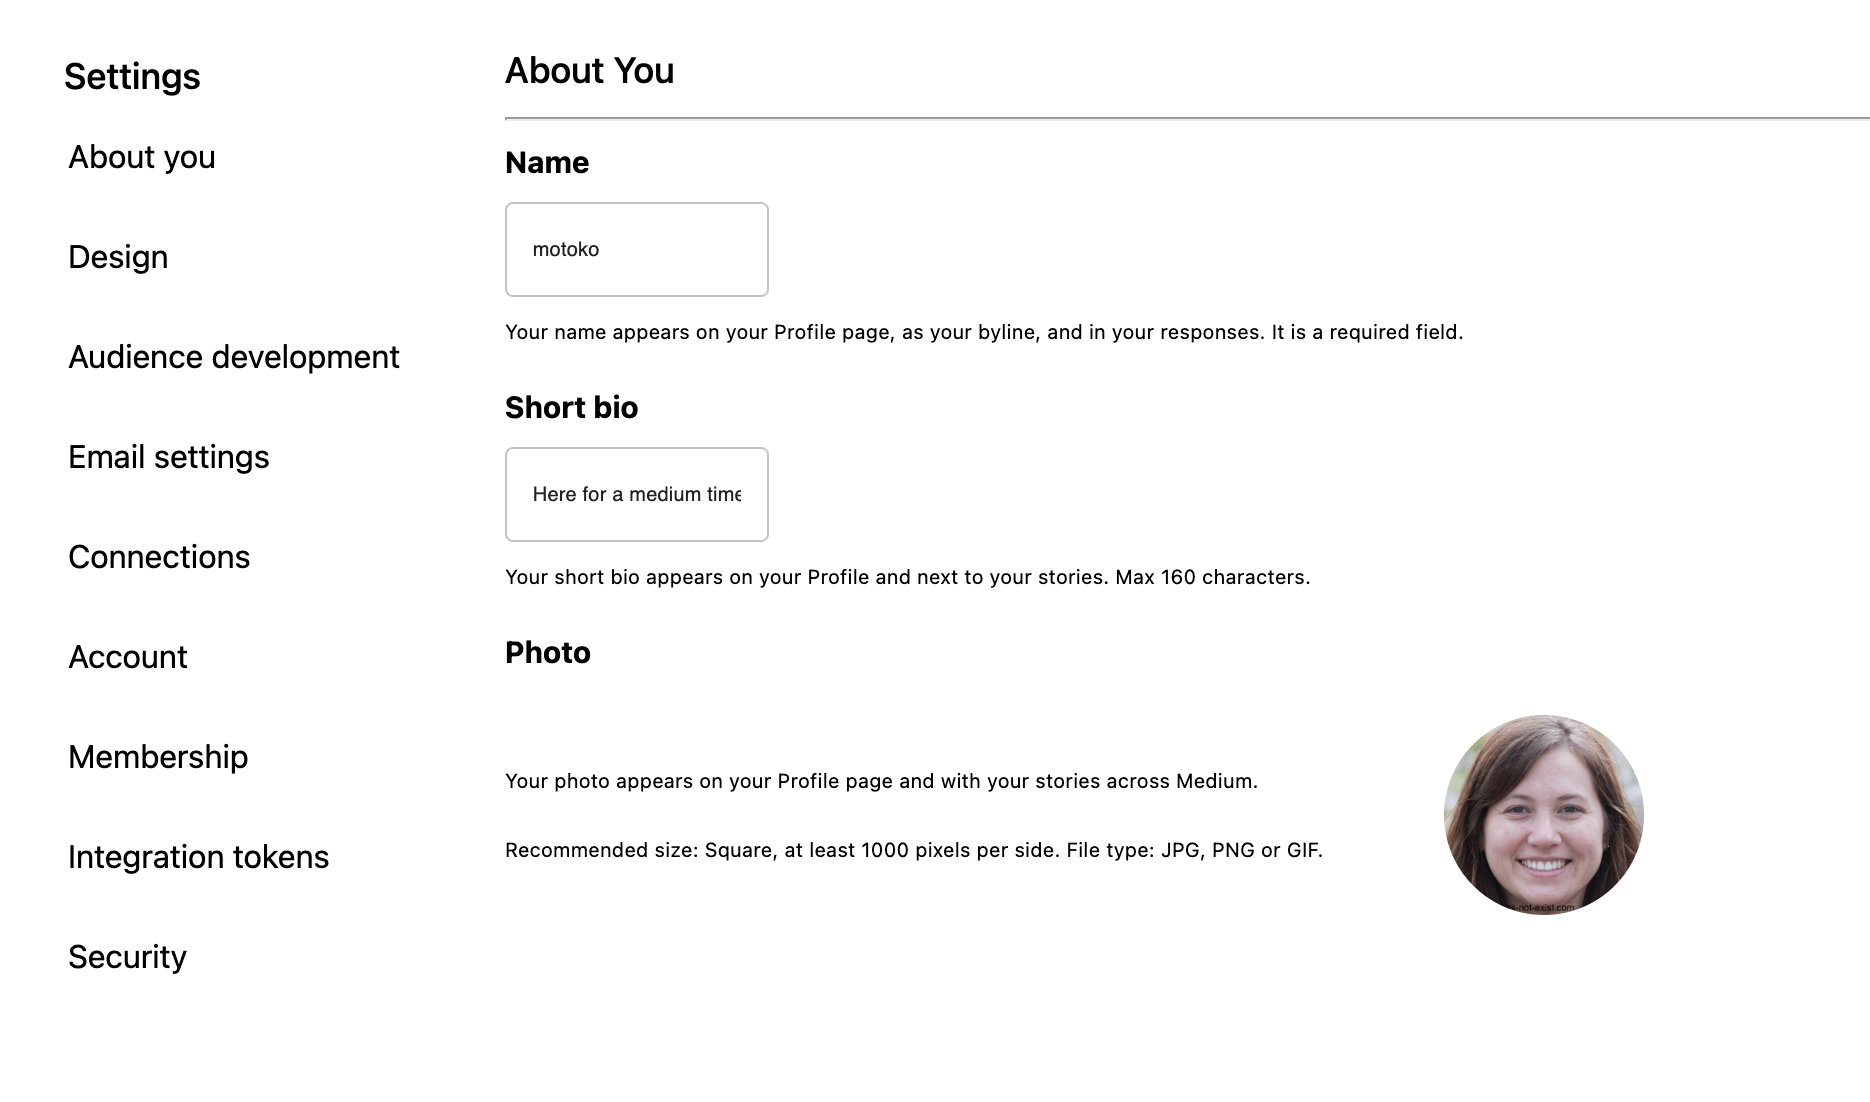 Settings
About you
Design
Audience development
Email settings
Connections
Account
Membership
Integration tokens
Security
About You
Name
motoko
Your name appears on your Profile page, as your byline, and in your responses. It is a required field.
Short bio
Here for a medium time
Your short bio appears on your Profile and next to your stories. Max 160 characters.
Photo
Your photo appears on your Profile page and with your stories across Medium.
Recommended size: Square, at least 1000 pixels per side. File type: JPG, PNG or GIF.
-not-exist.com